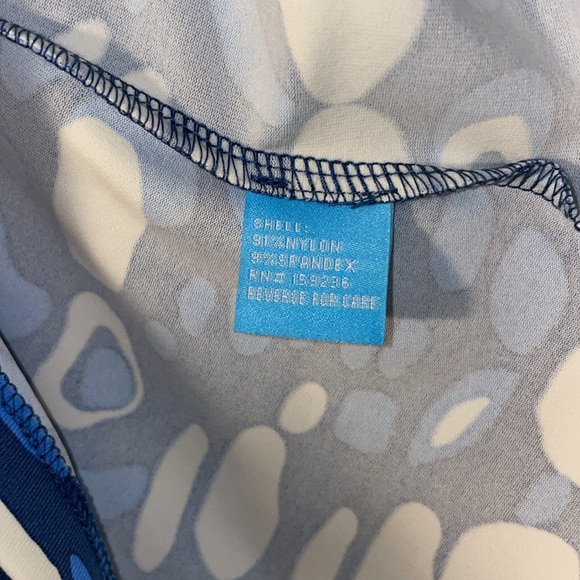 SHELL:
91%NYLON
9%SPANDEX
RN# 159236
REVERSE FOR CARE